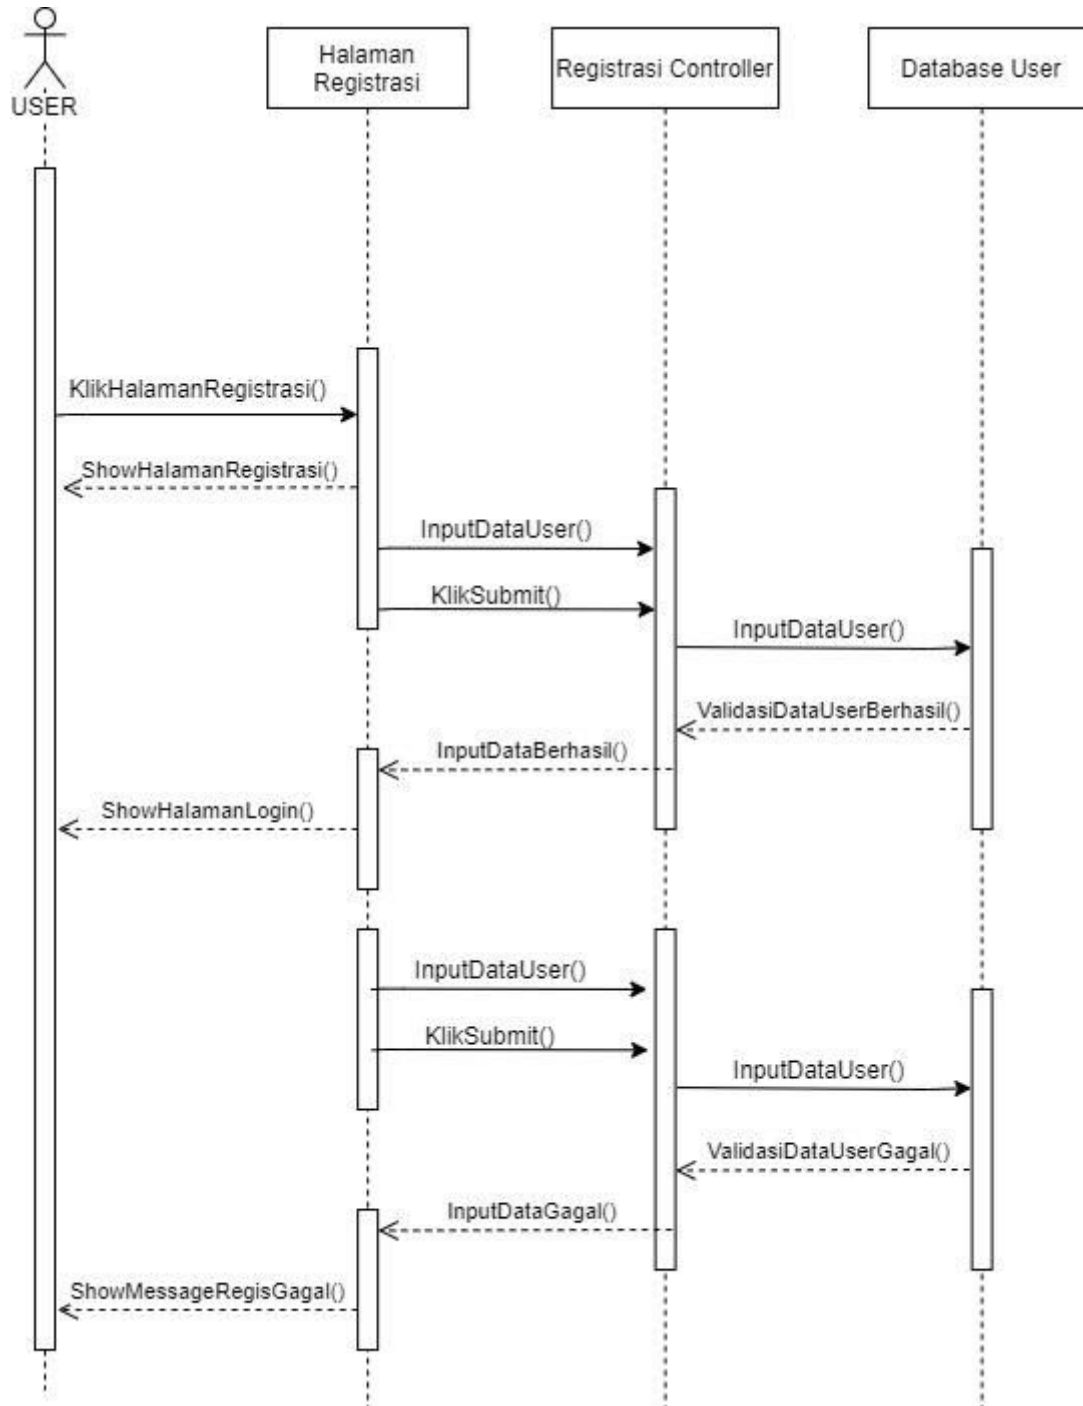 USER
Halaman
Registrasi
Registrasi Controller
Database User
KlikHalamanRegistrasi()
ShowHalamanRegistrasi()
InputDataUser()
KlikSubmit()
InputDataUser()
ValidasiDataUserBerhasil()
InputDataBerhasil()
ShowHalamanLogin()
InputDataUser()
KlikSubmit()
InputDataUser()
ValidasiDataUserGagal()
InputDataGagal()
ShowMessageRegisGagal()